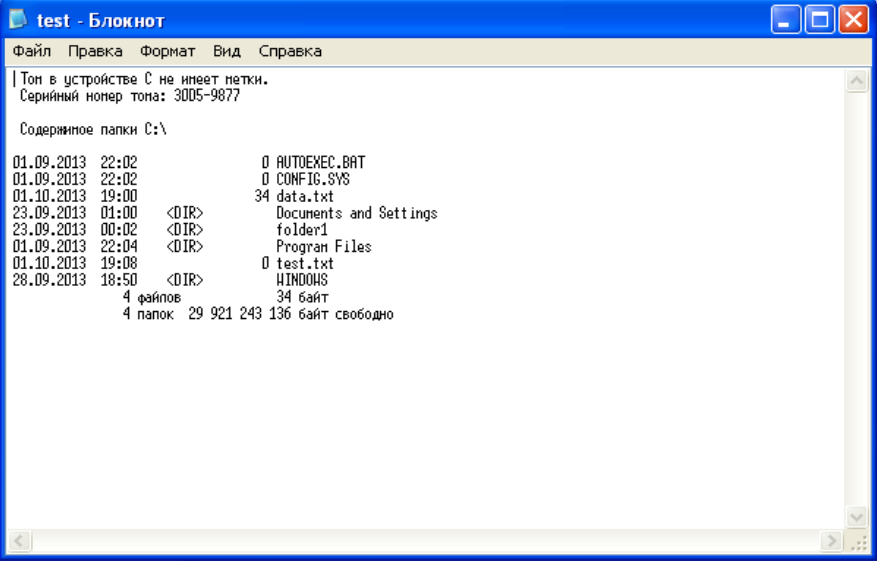 test - Блокнот
Файл Правка Формат Вид Справка
Том в устройстве C не имеет метки.
Серийный номер тома: 30D5-9877
Содержимое папки C:\
01.09.2013 22:02 0 AUTOEXEC.BAT
01.09.2013 22:02 0 CONFIG.SYS
01.10.2013 19:00 34 data.txt
23.09.2013 01:00 <DIR> Documents and Settings
23.09.2013 00:02 <DIR> folder1
01.09.2013 22:04 <DIR> Program Files
01.10.2013 19:08 0 test.txt
28.09.2013 18:50 <DIR> WINDOWS
4 файлов 34 байт
4 папок 29 921 243 136 байт свободно